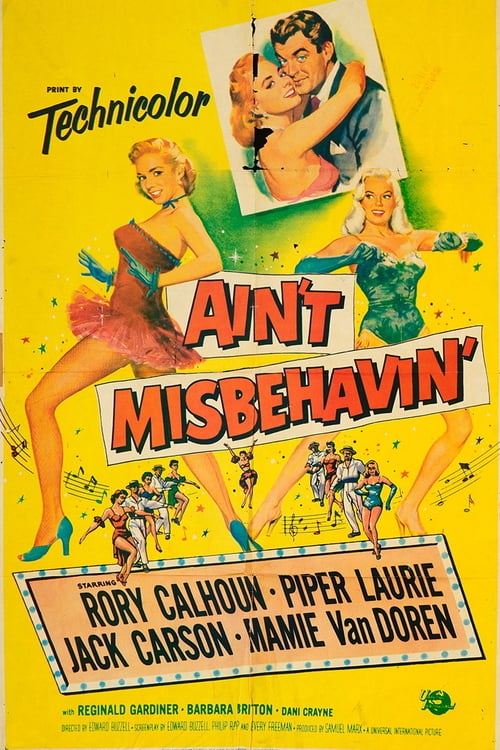 PRINT BY
Technicolor
AIN'T
MISBEHAVIN'
STARRING
RORY CALHOUN · PIPER LAURIE
JACK CARSON · MAMIE Van DOREN
with REGINALD GARDINER · BARBARA BRITTON · DANI CRAYNE
DIRECTED BY EDWARD BUZZELL · SCREENPLAY BY EDWARD BUZZELL, PHILIP RAPP AND EVERY FREEMAN · PRODUCED BY SAMUEL MARX · A UNIVERSAL INTERNATIONAL PICTURE